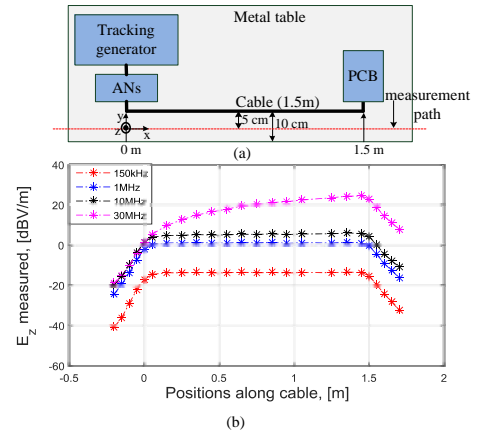 (a)
Metal table
Tracking
generator
ANs
PCB
Cable (1.5m)
measurement
path
y
z
x
5 cm
10 cm
0 m
(a)
1.5 m
150kHz
1MHz
10MHz
30MHz
40
20
0
-20
-40
-60
E_z measured, [dBV/m]
-0.5
0
0.5
1
1.5
2
Positions along cable, [m]
(b)